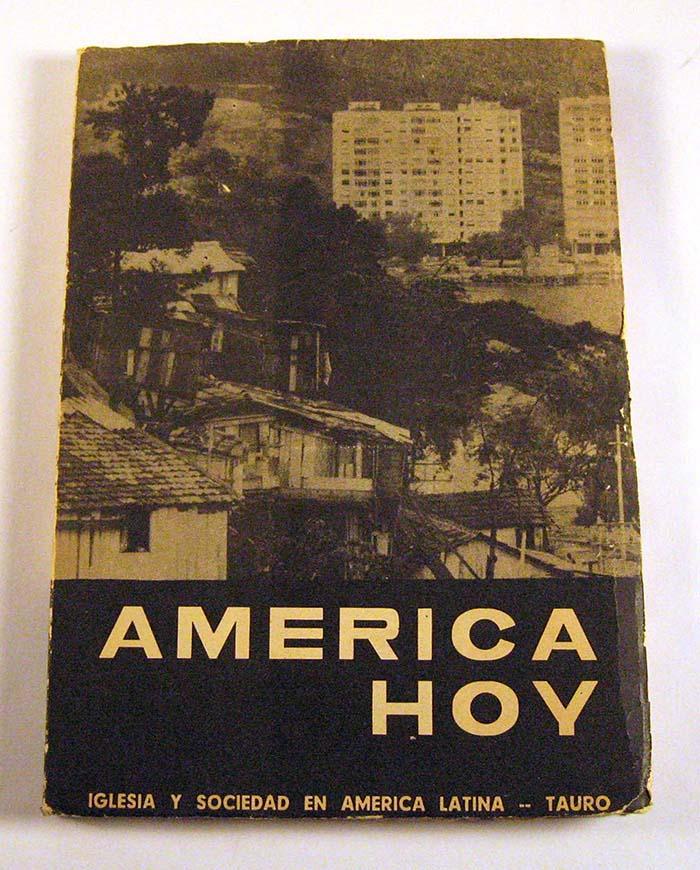 AMERICA
HOY
IGLESIA Y SOCIEDAD EN AMERICA LATINA -- TAURO